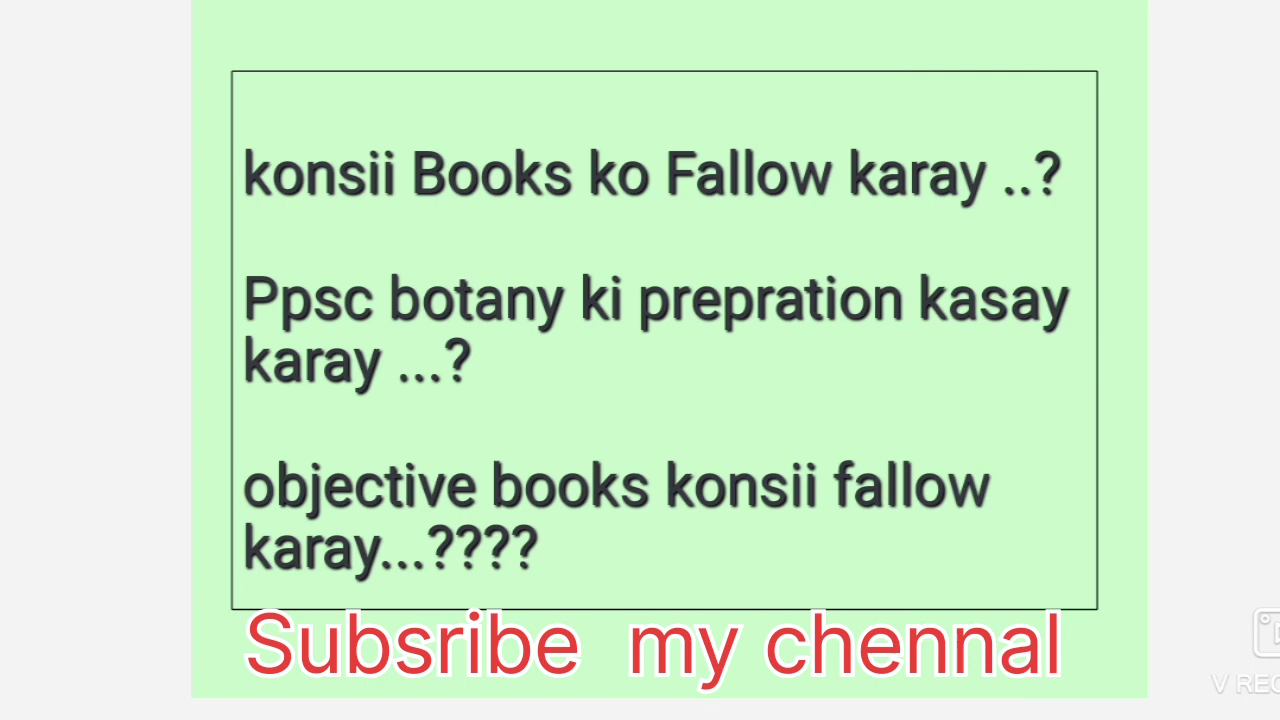 konsii Books ko Fallow karay ..?
Ppsc botany ki prepration kasay
karay ...?
objective books konsii fallow
karay...????
Subsribe my chennal
V REC